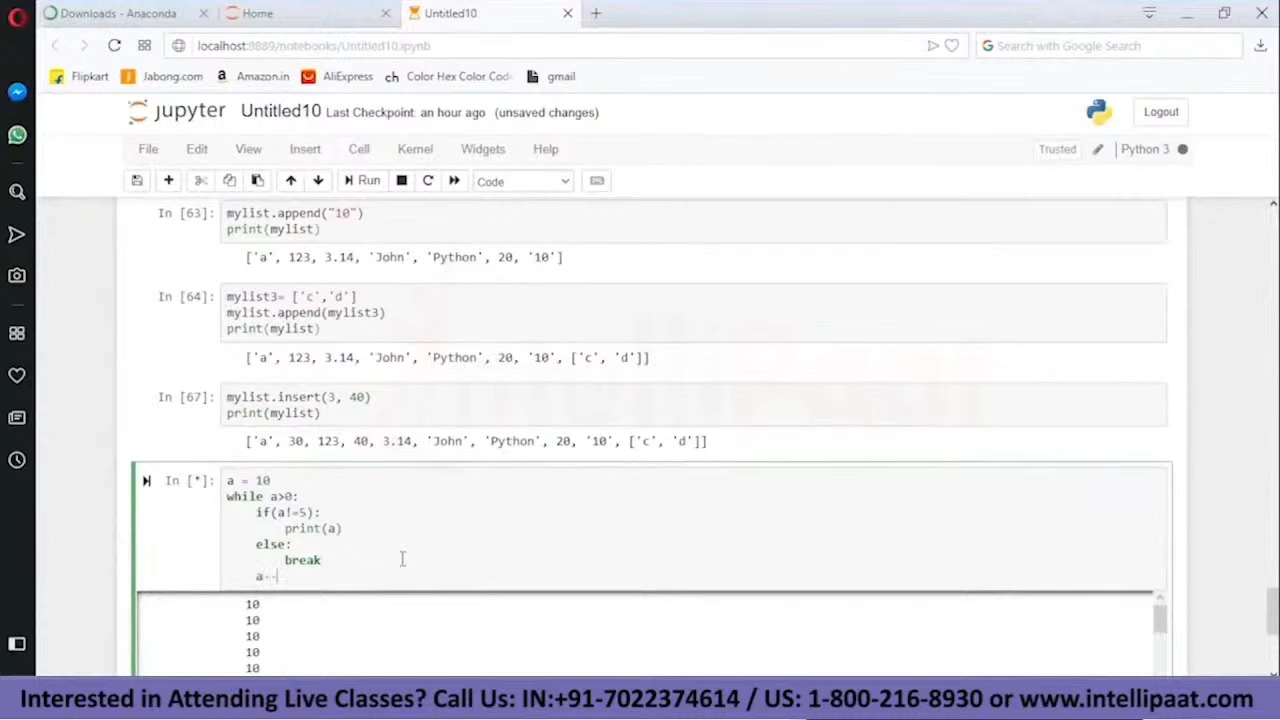 Downloads - Anaconda
Home
Untitled10
localhost:8889/notebooks/Untitled10.ipynb
Search with Google Search
Flipkart
Jabong.com
Amazon.in
AliExpress
Color Hex Color Cod
gmail
jupyter Untitled10 Last Checkpoint: an hour ago (unsaved changes)
Logout
File Edit View Insert Cell Kernel Widgets Help
Trusted
Python 3
Run
Code
In [63]: mylist.append("10")
print(mylist)
['a', 123, 3.14, 'John', 'Python', 20, '10']
In [64]: mylist3= ['c','d']
mylist.append(mylist3)
print(mylist)
['a', 123, 3.14, 'John', 'Python', 20, '10', ['c', 'd']]
In [67]: mylist.insert(3, 40)
print(mylist)
['a', 30, 123, 40, 3.14, 'John', 'Python', 20, '10', ['c', 'd']]
In [*]: a = 10
while a>0:
if(a!=5):
print(a)
else:
break
a--
10
10
10
10
10
Interested in Attending Live Classes? Call Us: IN:+91-7022374614 / US: 1-800-216-8930 or www.intellipaat.com